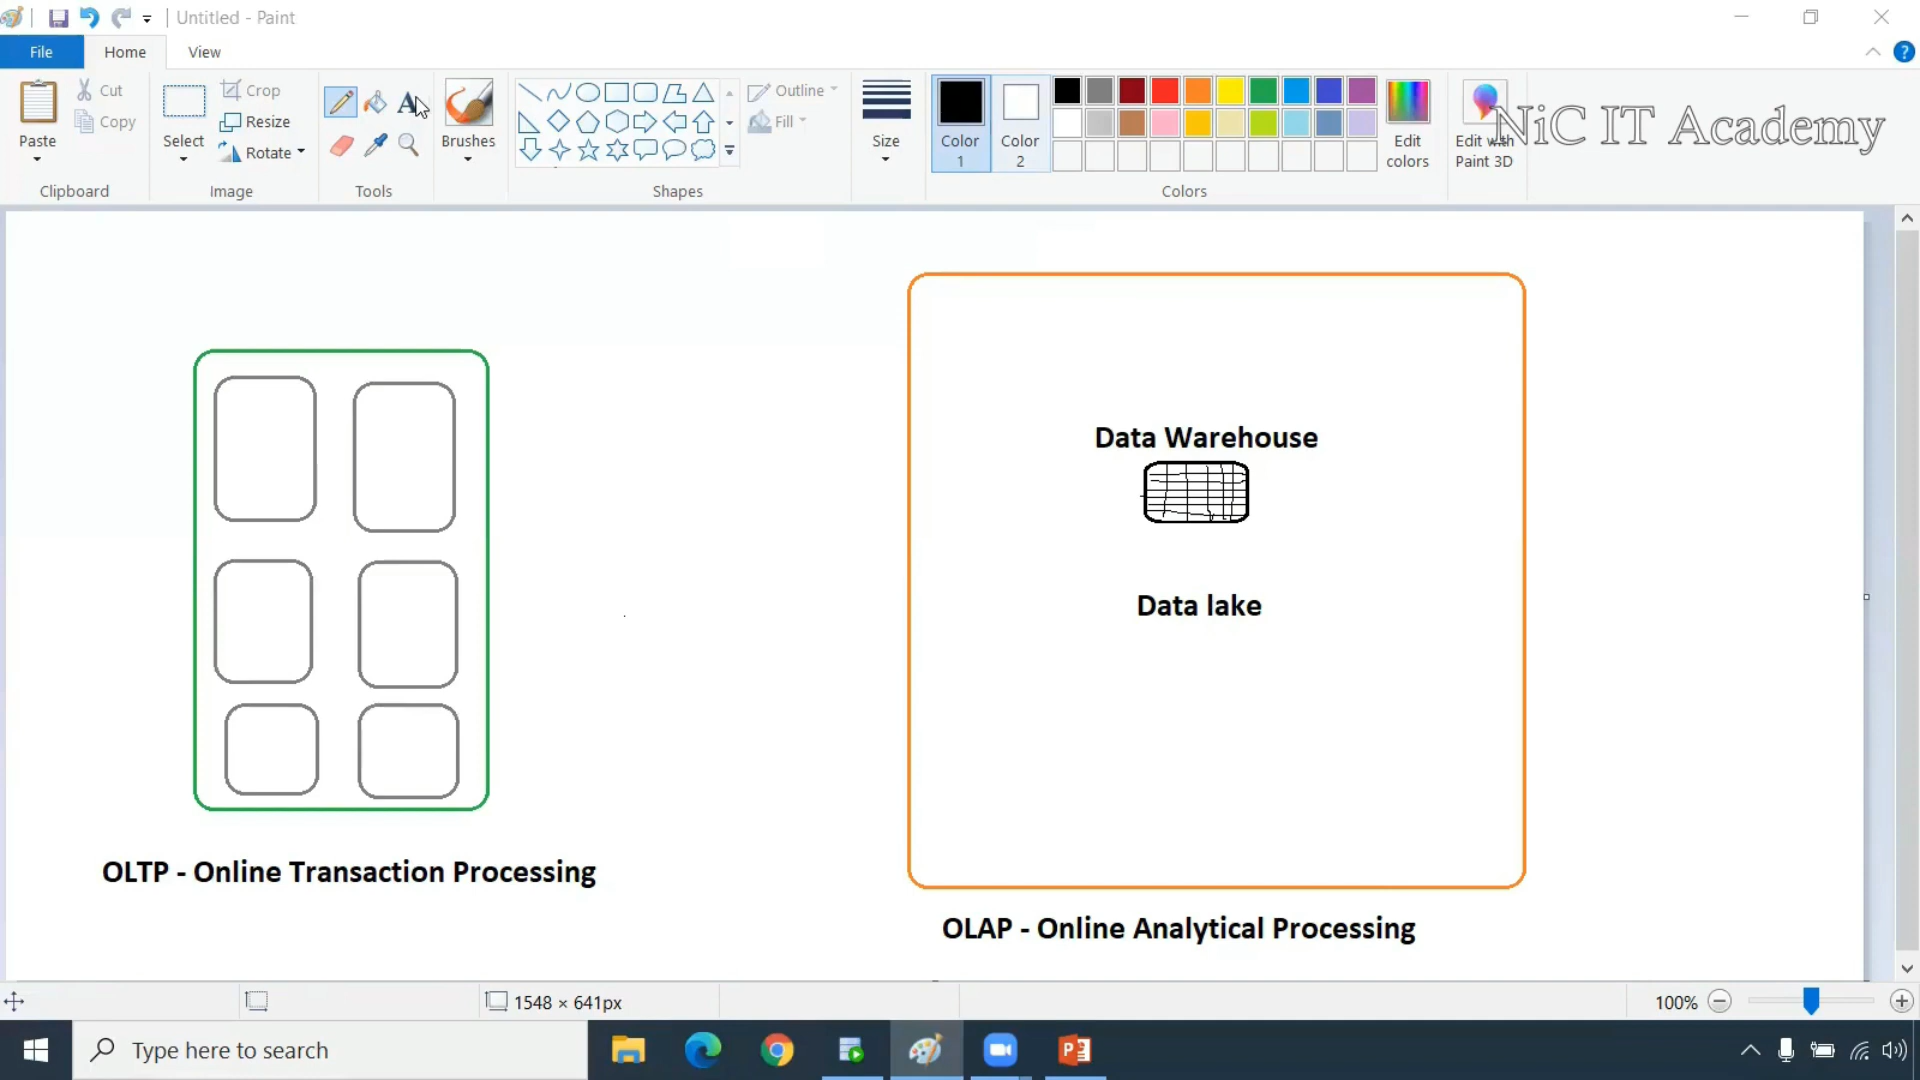 Untitled - Paint
File
Home
View
Paste
Cut
Copy
Clipboard
Select
Crop
Resize
Rotate
Image
A
Tools
Brushes
Shapes
Outline
Fill
Size
Color
1
Color
2
Colors
Edit
colors
Edit with
Paint 3D
NiC IT Academy
Data Warehouse
Data lake
OLTP - Online Transaction Processing
OLAP - Online Analytical Processing
1548 × 641px
100%
Type here to search